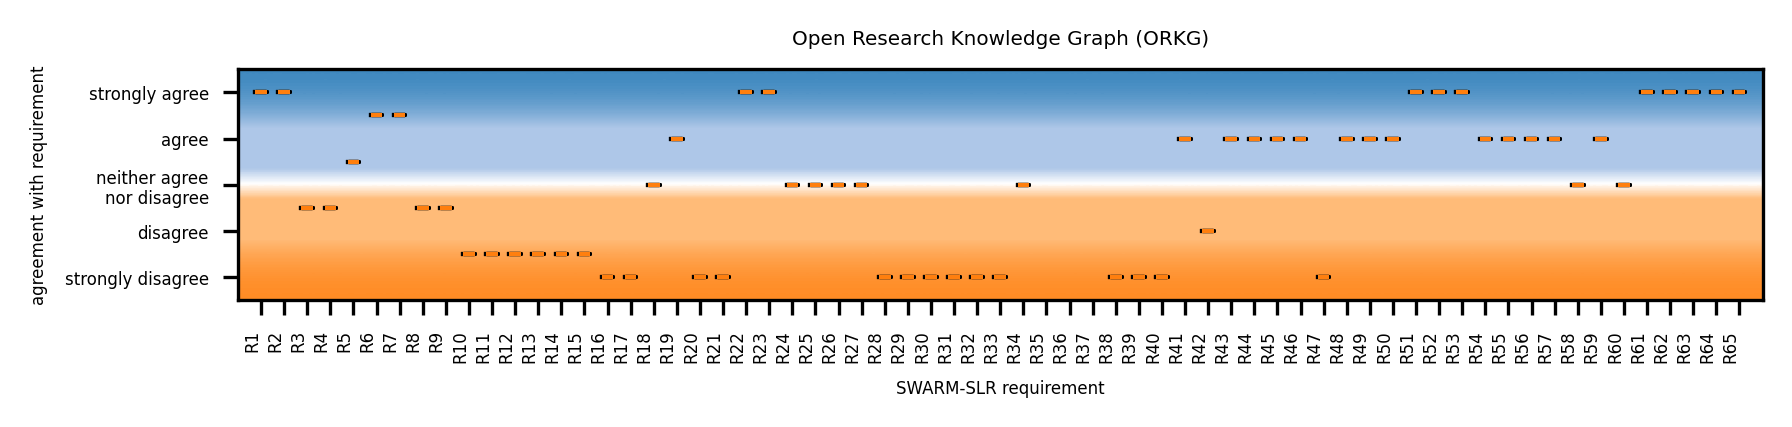 Open Research Knowledge Graph (ORKG)
agreement with requirement
strongly agree
agree
neither agree
nor disagree
disagree
strongly disagree
R1 R2 R3 R4 R5 R6 R7 R8 R9 R10 R11 R12 R13 R14 R15 R16 R17 R18 R19 R20 R21 R22 R23 R24 R25 R26 R27 R28 R29 R30 R31 R32 R33 R34 R35 R36 R37 R38 R39 R40 R41 R42 R43 R44 R45 R46 R47 R48 R49 R50 R51 R52 R53 R54 R55 R56 R57 R58 R59 R60 R61 R62 R63 R64 R65
SWARM-SLR requirement